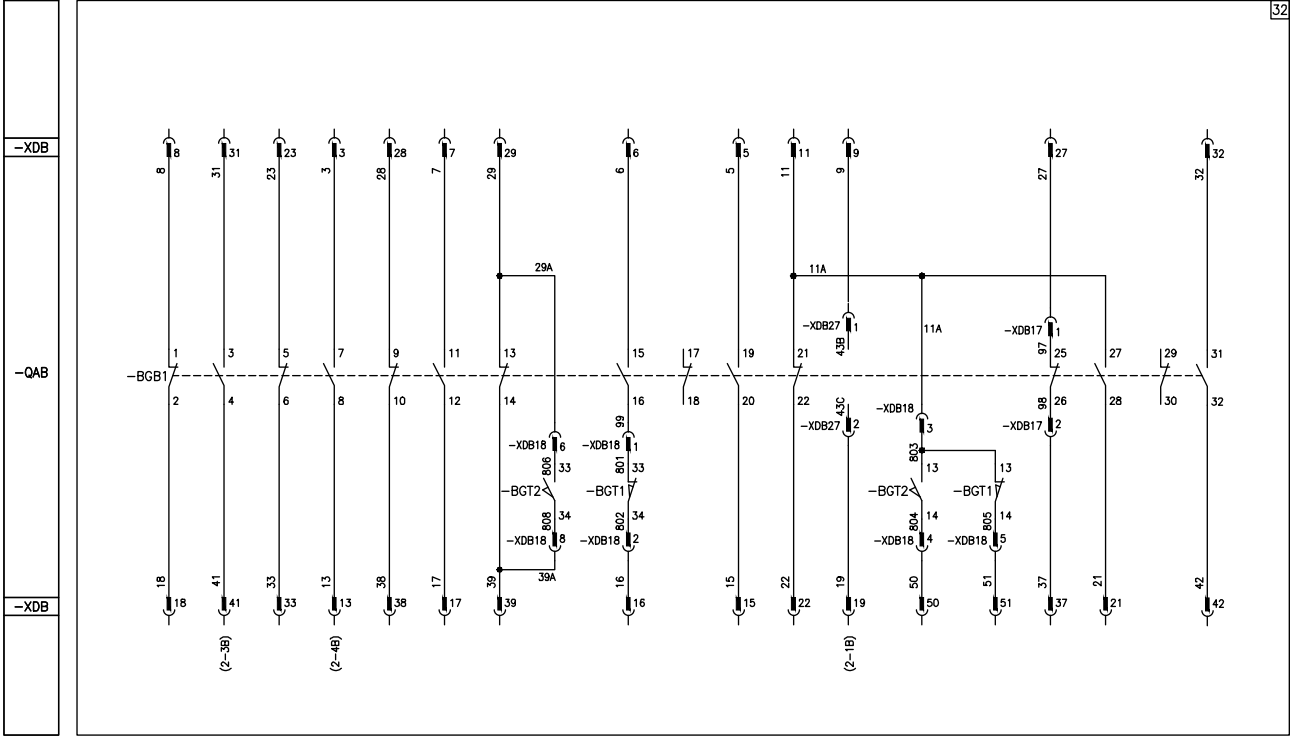 32
-XDB
8 31 23 3 28 7 29 6 5 11 9 27 32
8 31 23 3 28 7 29 6 5 11 9 27 32
29A 11A
-XDB27 1 11A -XDB17 1
43B 97
1 3 5 7 9 11 13 15 17 19 21 25 27 29 31
-QAB
-BGB1
2 4 6 8 10 12 14 16 18 20 22 26 28 30 32
99 43C 98
-XDB18 3
-XDB27 2 -XDB17 2
-XDB18 6 -XDB18 1
803
806 33 801 33 13 13
-BGT2 -BGT1 -BGT2 -BGT1
808 34 802 34 804 14 805 14
-XDB18 8 -XDB18 2 -XDB18 4 -XDB18 5
39A
18 41 33 13 38 17 39 16 15 22 19 50 51 37 21 42
-XDB
18 41 33 13 38 17 39 16 15 22 19 50 51 37 21 42
(2-3B) (2-4B) (2-1B)